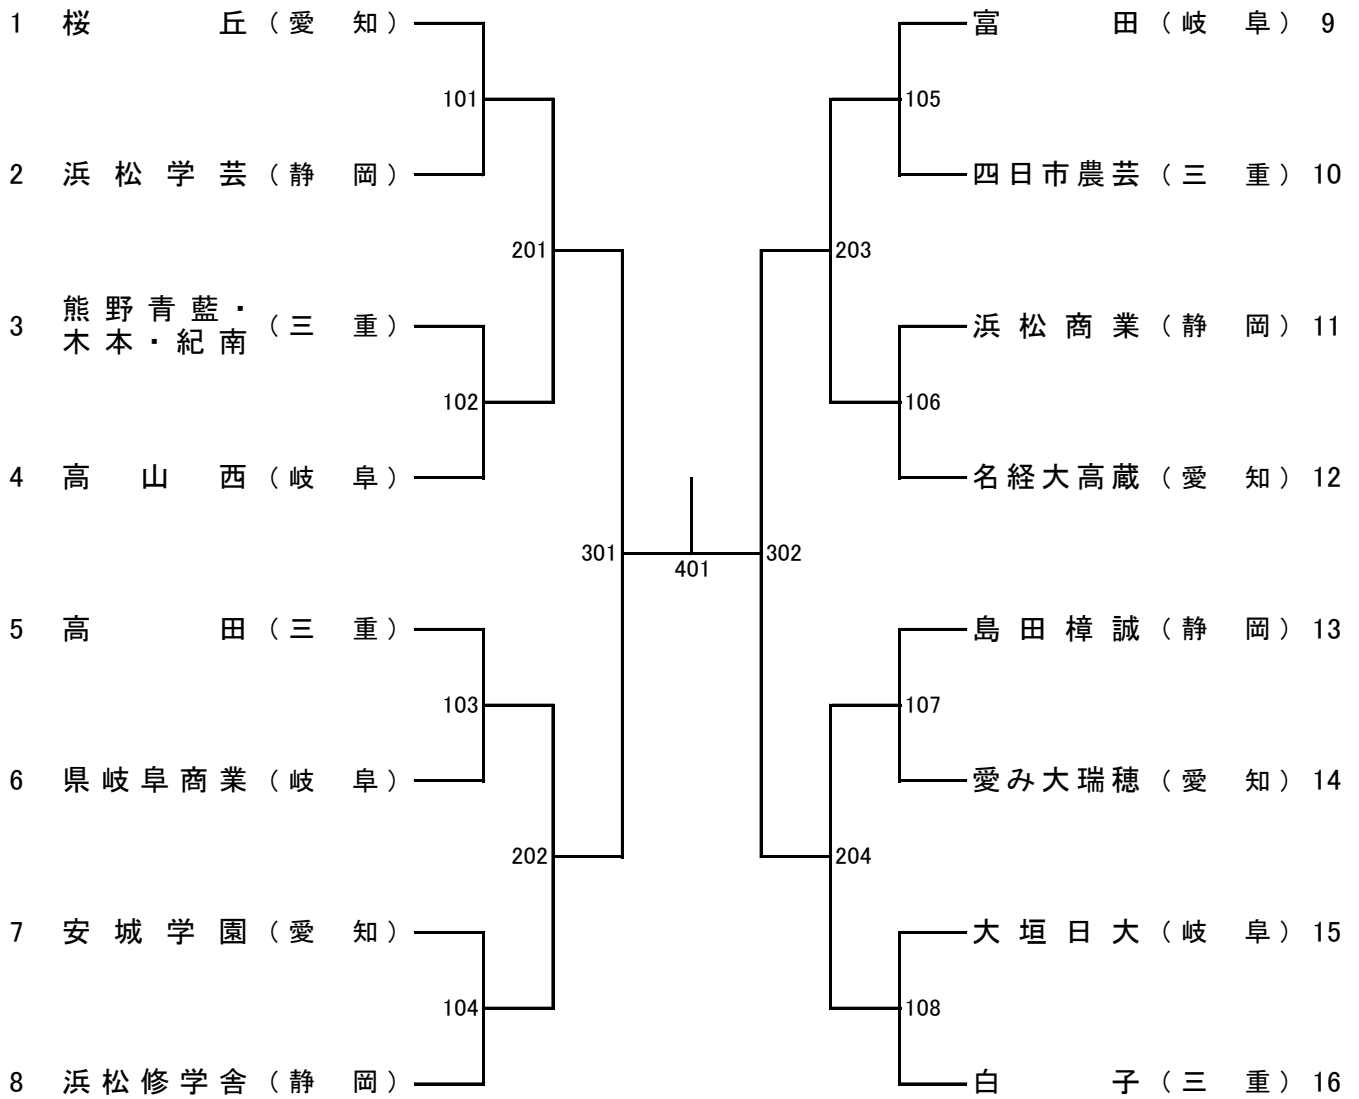 1 桜丘（愛知）
101
2 浜松学芸（静岡）
201
3 熊野青藍・
木本・紀南（三重）
102
4 高山西（岐阜）
301
5 高田（三重）
103
6 県岐阜商業（岐阜）
202
7 安城学園（愛知）
104
8 浜松修学舎（静岡）
401
富田（岐阜） 9
105
四日市農芸（三重） 10
203
浜松商業（静岡） 11
106
名経大高蔵（愛知） 12
302
島田樟誠（静岡） 13
107
愛み大瑞穂（愛知） 14
204
大垣日大（岐阜） 15
108
白子（三重） 16